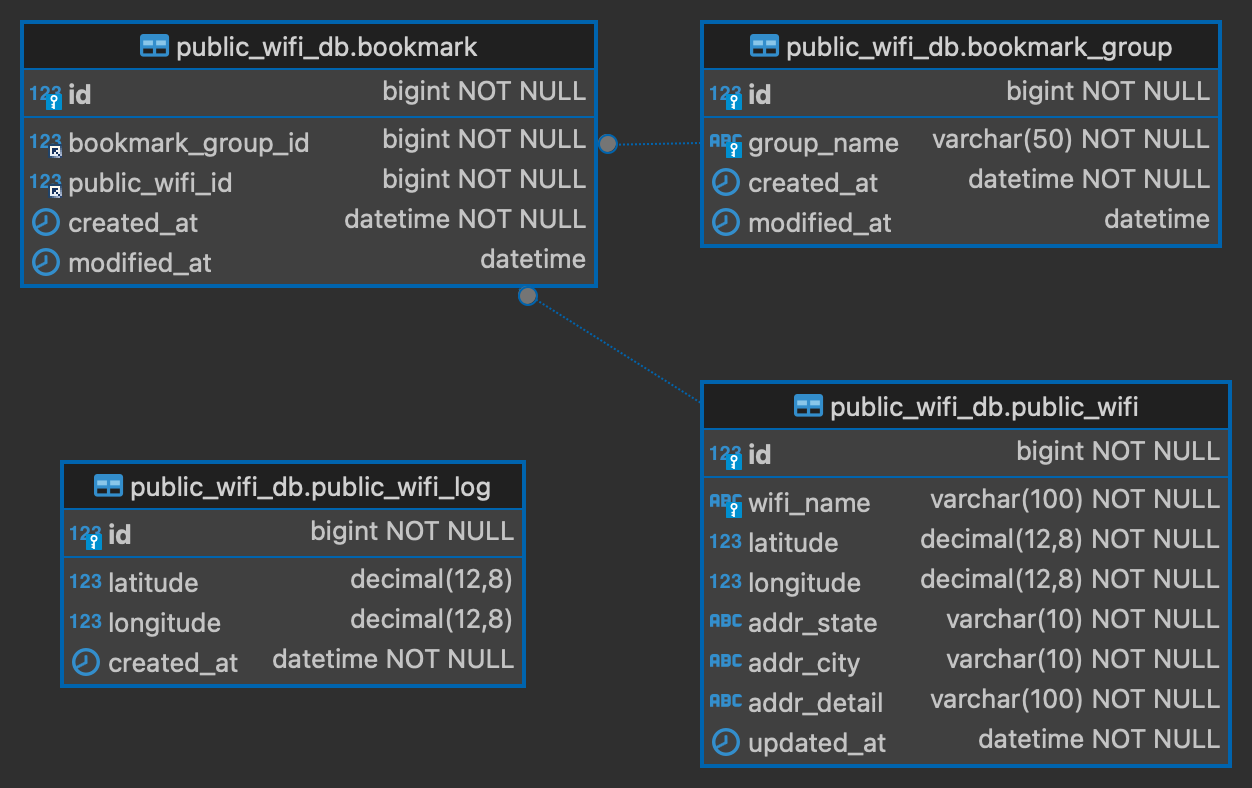 public_wifi_db.bookmark
123 id bigint NOT NULL
123 bookmark_group_id bigint NOT NULL
123 public_wifi_id bigint NOT NULL
created_at datetime NOT NULL
modified_at datetime
public_wifi_db.bookmark_group
123 id bigint NOT NULL
ABC group_name varchar(50) NOT NULL
created_at datetime NOT NULL
modified_at datetime
public_wifi_db.public_wifi_log
123 id bigint NOT NULL
123 latitude decimal(12,8)
123 longitude decimal(12,8)
created_at datetime NOT NULL
public_wifi_db.public_wifi
123 id bigint NOT NULL
ABC wifi_name varchar(100) NOT NULL
123 latitude decimal(12,8) NOT NULL
123 longitude decimal(12,8) NOT NULL
ABC addr_state varchar(10) NOT NULL
ABC addr_city varchar(10) NOT NULL
ABC addr_detail varchar(100) NOT NULL
updated_at datetime NOT NULL